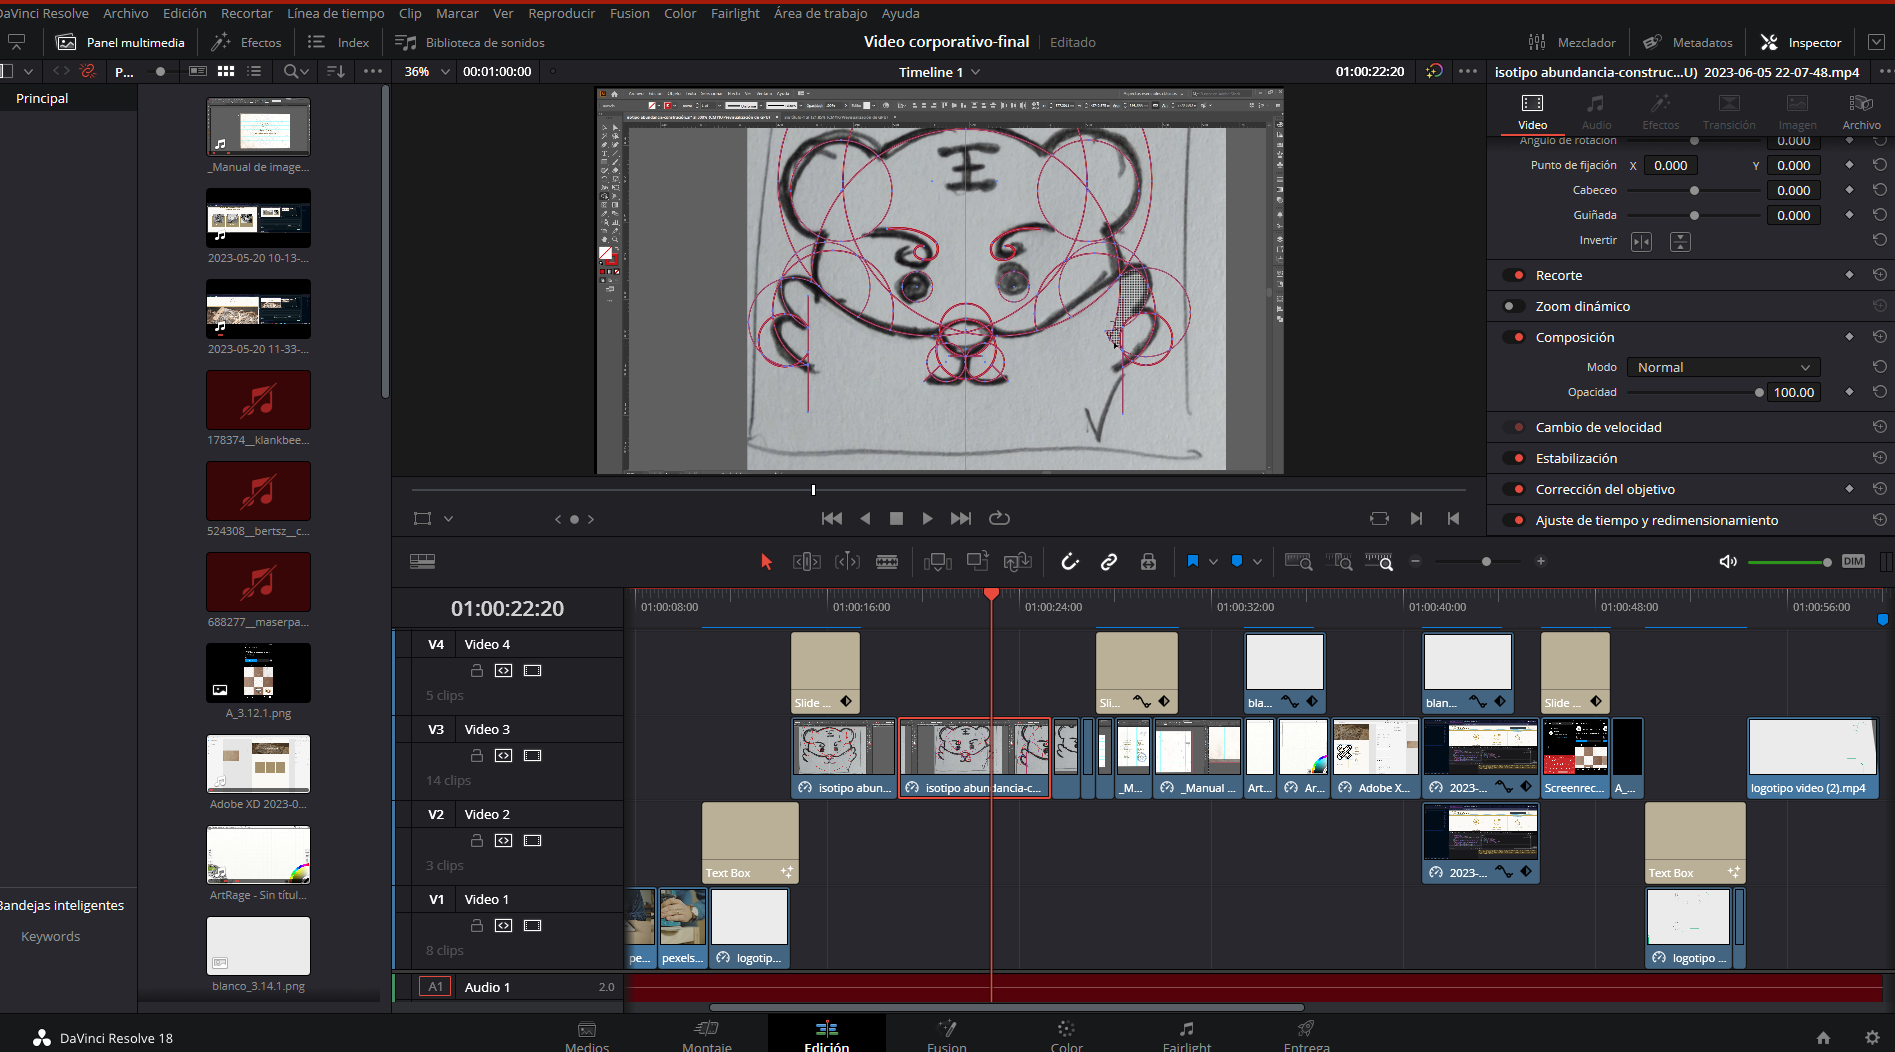 DaVinci Resolve Archivo Edición Recortar Línea de tiempo Clip Marcar Ver Reproducir Fusion Color Fairlight Área de trabajo Ayuda
Panel multimedia Efectos Index Biblioteca de sonidos Video corporativo-final Editado Mezclador Metadatos Inspector
P... 36% 00:01:00:00 Timeline 1 01:00:22:20 isotipo abundancia-construc...U) 2023-06-05 22-07-48.mp4
Principal
_Manual de image...
2023-05-20 10-13-...
2023-05-20 11-33-...
178374__klankbee...
524308__bertsz__c...
688277__maserpa...
A_3.12.1.png
Adobe XD 2023-0...
ArtRage - Sin títul...
blanco_3.14.1.png
Bandejas inteligentes
Keywords
王
Video Audio Efectos Transición Imagen Archivo
Ángulo de rotación 0.000
Punto de fijación X 0.000 Y 0.000
Cabeceo 0.000
Guiñada 0.000
Invertir
Recorte
Zoom dinámico
Composición
Modo Normal
Opacidad 100.00
Cambio de velocidad
Estabilización
Corrección del objetivo
Ajuste de tiempo y redimensionamiento
DIM
01:00:22:20 01:00:08:00 01:00:16:00 01:00:24:00 01:00:32:00 01:00:40:00 01:00:48:00 01:00:56:00
V4 Video 4
5 clips
Slide ... Sli... bla... blan... Slide ...
V3 Video 3
14 clips
isotipo abun... isotipo abundancia-c... _M... _Manual ... Art... Ar... Adobe X... 2023-... Screenrec... A_... logotipo video (2).mp4
V2 Video 2
3 clips
Text Box 2023-... Text Box
V1 Video 1
8 clips
pe... pexels... logotip... logotipo ...
A1 Audio 1 2.0
DaVinci Resolve 18 Medios Montaje Edición Fusion Color Fairlight Entrega